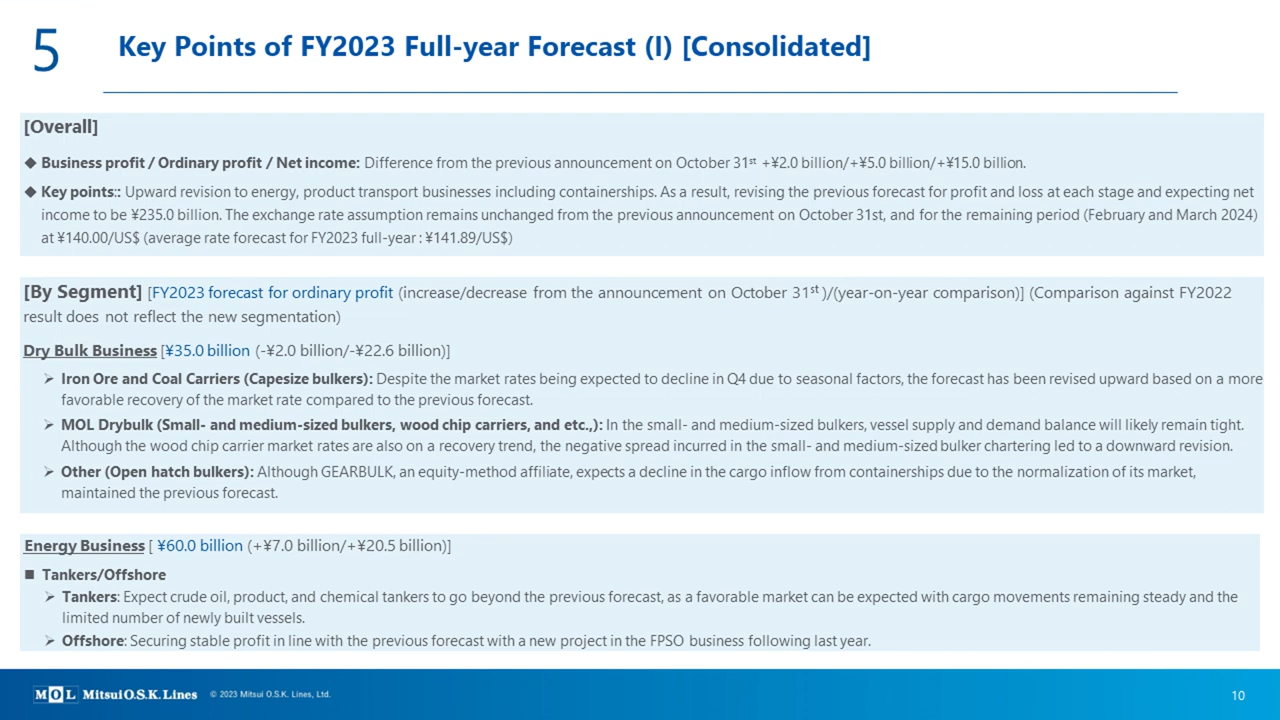 5
Key Points of FY2023 Full-year Forecast (I) [Consolidated]
[Overall]
◆ Business profit / Ordinary profit / Net income: Difference from the previous announcement on October 31st +¥2.0 billion/+¥5.0 billion/+¥15.0 billion.
◆ Key points:: Upward revision to energy, product transport businesses including containerships. As a result, revising the previous forecast for profit and loss at each stage and expecting net
income to be ¥235.0 billion. The exchange rate assumption remains unchanged from the previous announcement on October 31st, and for the remaining period (February and March 2024)
at ¥140.00/US$ (average rate forecast for FY2023 full-year : ¥141.89/US$)
[By Segment] [FY2023 forecast for ordinary profit (increase/decrease from the announcement on October 31st )/(year-on-year comparison)] (Comparison against FY2022
result does not reflect the new segmentation)
Dry Bulk Business [¥35.0 billion (-¥2.0 billion/-¥22.6 billion)]
➢ Iron Ore and Coal Carriers (Capesize bulkers): Despite the market rates being expected to decline in Q4 due to seasonal factors, the forecast has been revised upward based on a more
favorable recovery of the market rate compared to the previous forecast.
➢ MOL Drybulk (Small- and medium-sized bulkers, wood chip carriers, and etc.,): In the small- and medium-sized bulkers, vessel supply and demand balance will likely remain tight.
Although the wood chip carrier market rates are also on a recovery trend, the negative spread incurred in the small- and medium-sized bulker chartering led to a downward revision.
➢ Other (Open hatch bulkers): Although GEARBULK, an equity-method affiliate, expects a decline in the cargo inflow from containerships due to the normalization of its market,
maintained the previous forecast.
Energy Business [ ¥60.0 billion (+¥7.0 billion/+¥20.5 billion)]
■ Tankers/Offshore
➢ Tankers: Expect crude oil, product, and chemical tankers to go beyond the previous forecast, as a favorable market can be expected with cargo movements remaining steady and the
limited number of newly built vessels.
➢ Offshore: Securing stable profit in line with the previous forecast with a new project in the FPSO business following last year.
MOL Mitsui O.S.K. Lines © 2023 Mitsui O.S.K. Lines, Ltd. 10